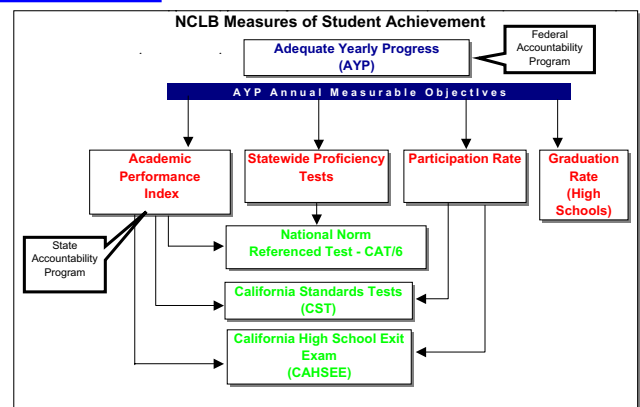 NCLB Measures of Student Achievement
Adequate Yearly Progress
(AYP)
Federal
Accountability
Program
AYP Annual Measurable Objectives
Academic
Performance
Index
Statewide Proficiency
Tests
Participation Rate
Graduation
Rate
(High
Schools)
State
Accountability
Program
National Norm
Referenced Test - CAT/6
California Standards Tests
(CST)
California High School Exit
Exam
(CAHSEE)